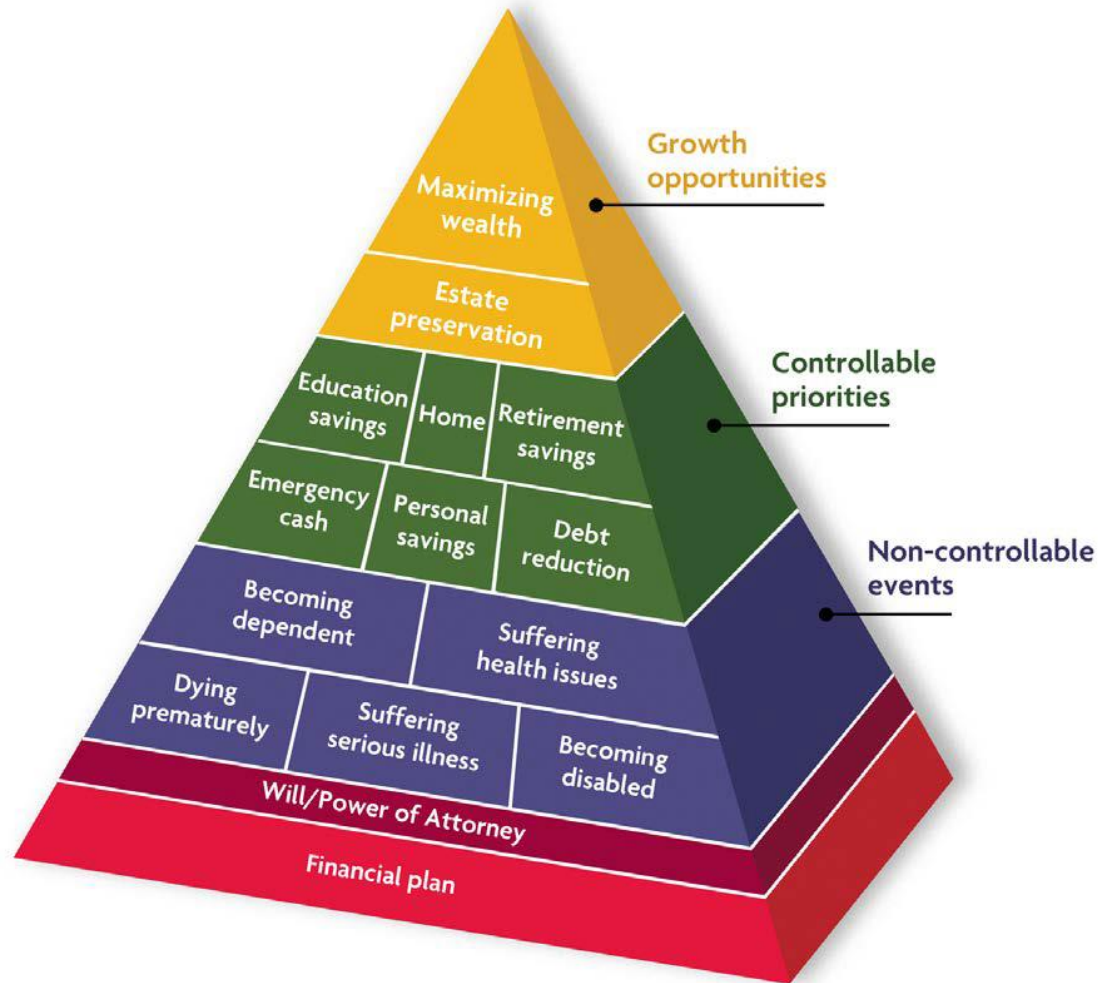 Growth
opportunities
Maximizing
wealth
Estate
preservation
Controllable
priorities
Education
savings
Home
Retirement
savings
Emergency
cash
Personal
savings
Debt
reduction
Non-controllable
events
Becoming
dependent
Suffering
health issues
Dying
prematurely
Suffering
serious illness
Becoming
disabled
Will/Power of Attorney
Financial plan